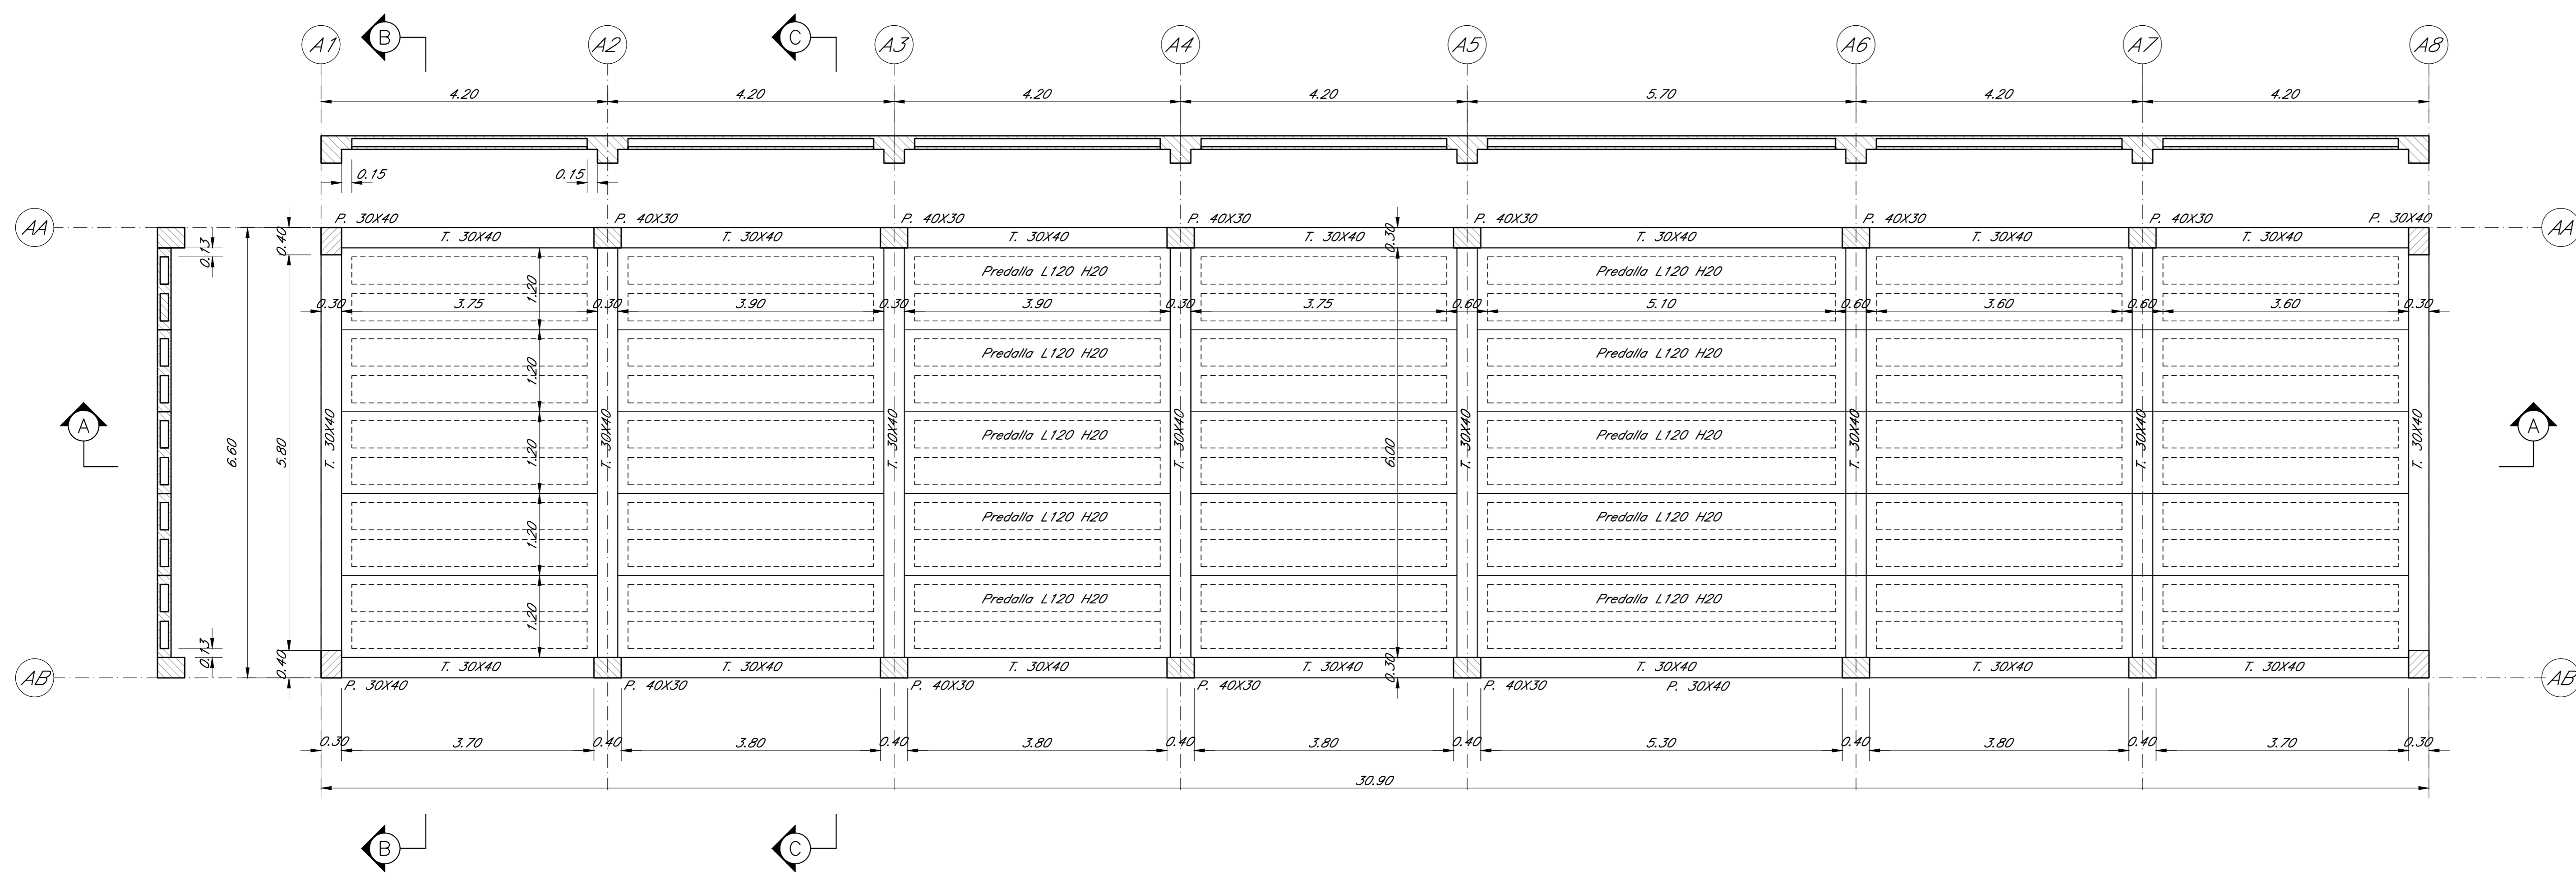 A1 B A2 C A3 A4 A5 A6 A7 A8
4.20 4.20 4.20 4.20 5.70 4.20 4.20
0.15 0.15
P. 30X40 P. 40X30 P. 40X30 P. 40X30 P. 40X30 P. 40X30 P. 40X30 P. 30X40
AA AA
T. 30X40 T. 30X40 T. 30X40 T. 30X40 T. 30X40 T. 30X40 T. 30X40
0.40 0.13 0.30
Predalla L120 H20 Predalla L120 H20
1.20
0.30 3.75 0.30 3.90 0.30 3.90 0.30 3.75 0.60 5.10 0.60 3.60 0.60 3.60 0.30
Predalla L120 H20 Predalla L120 H20
1.20
A A
T. 30X40 T. 30X40 T. 30X40 T. 30X40 T. 30X40 T. 30X40 T. 30X40 T. 30X40
Predalla L120 H20 Predalla L120 H20
6.60 5.80 1.20 6.00
Predalla L120 H20 Predalla L120 H20
1.20
Predalla L120 H20 Predalla L120 H20
1.20
0.13 0.40 0.30
T. 30X40 T. 30X40 T. 30X40 T. 30X40 T. 30X40 T. 30X40 T. 30X40
AB AB
P. 30X40 P. 40X30 P. 40X30 P. 40X30 P. 40X30 P. 30X40
0.30 3.70 0.40 3.80 0.40 3.80 0.40 3.80 0.40 5.30 0.40 3.80 0.40 3.70 0.30
30.90
B C